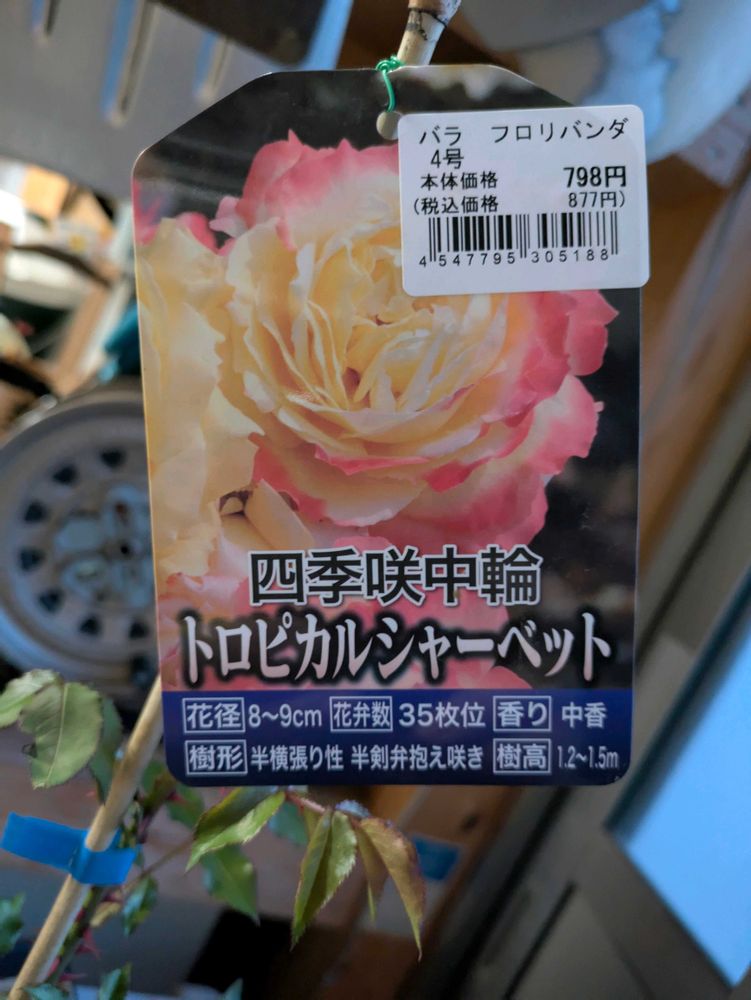 バラ フロリバンダ
4号
本体価格 798円
(税込価格 877円)
4 547795 305188
四季咲中輪
トロピカルシャーベット
花径 8〜9cm 花弁数 35枚位 香り 中香
樹形 半横張り性 半剣弁抱え咲き 樹高 1.2〜1.5m